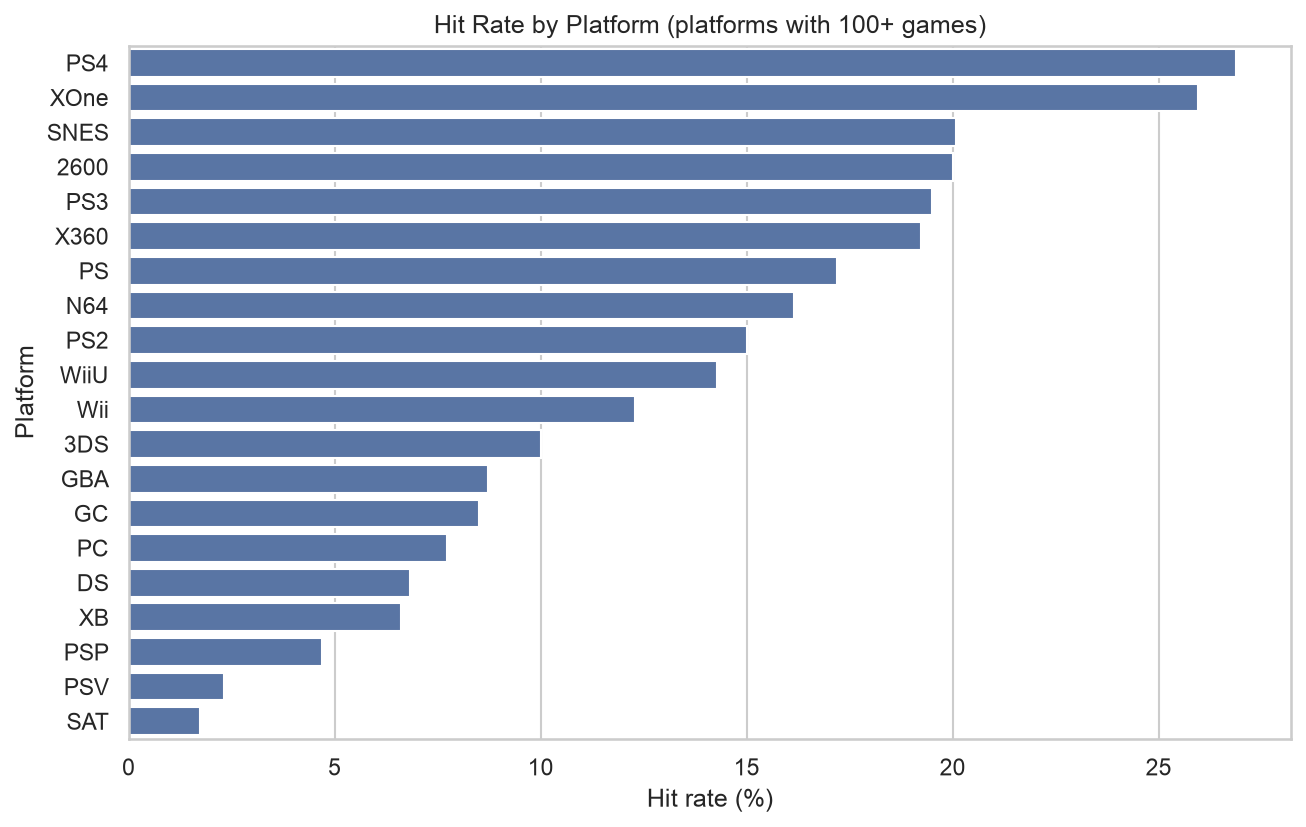 Hit Rate by Platform (platforms with 100+ games)
PS4
XOne
SNES
2600
PS3
X360
PS
N64
PS2
WiiU
Wii
3DS
GBA
GC
PC
DS
XB
PSP
PSV
SAT
Platform
0 5 10 15 20 25
Hit rate (%)